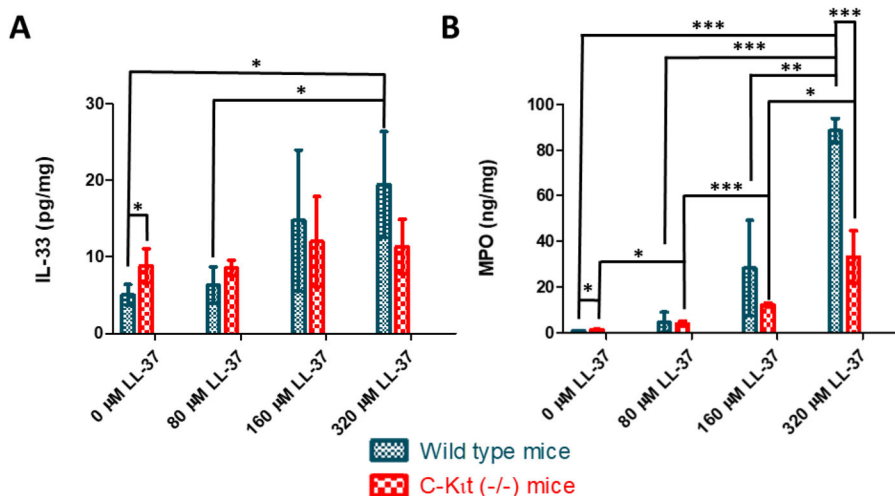 A
B
***
***
***
*
**
*
*
***
*
*
*
30
20
10
0
IL-33 (pg/mg)
100
80
60
40
20
0
MPO (ng/mg)
0 µM LL-37
80 µM LL-37
160 µM LL-37
320 µM LL-37
0 µM LL-37
80 µM LL-37
160 µM LL-37
320 µM LL-37
Wild type mice
C-Kıt (-/-) mice